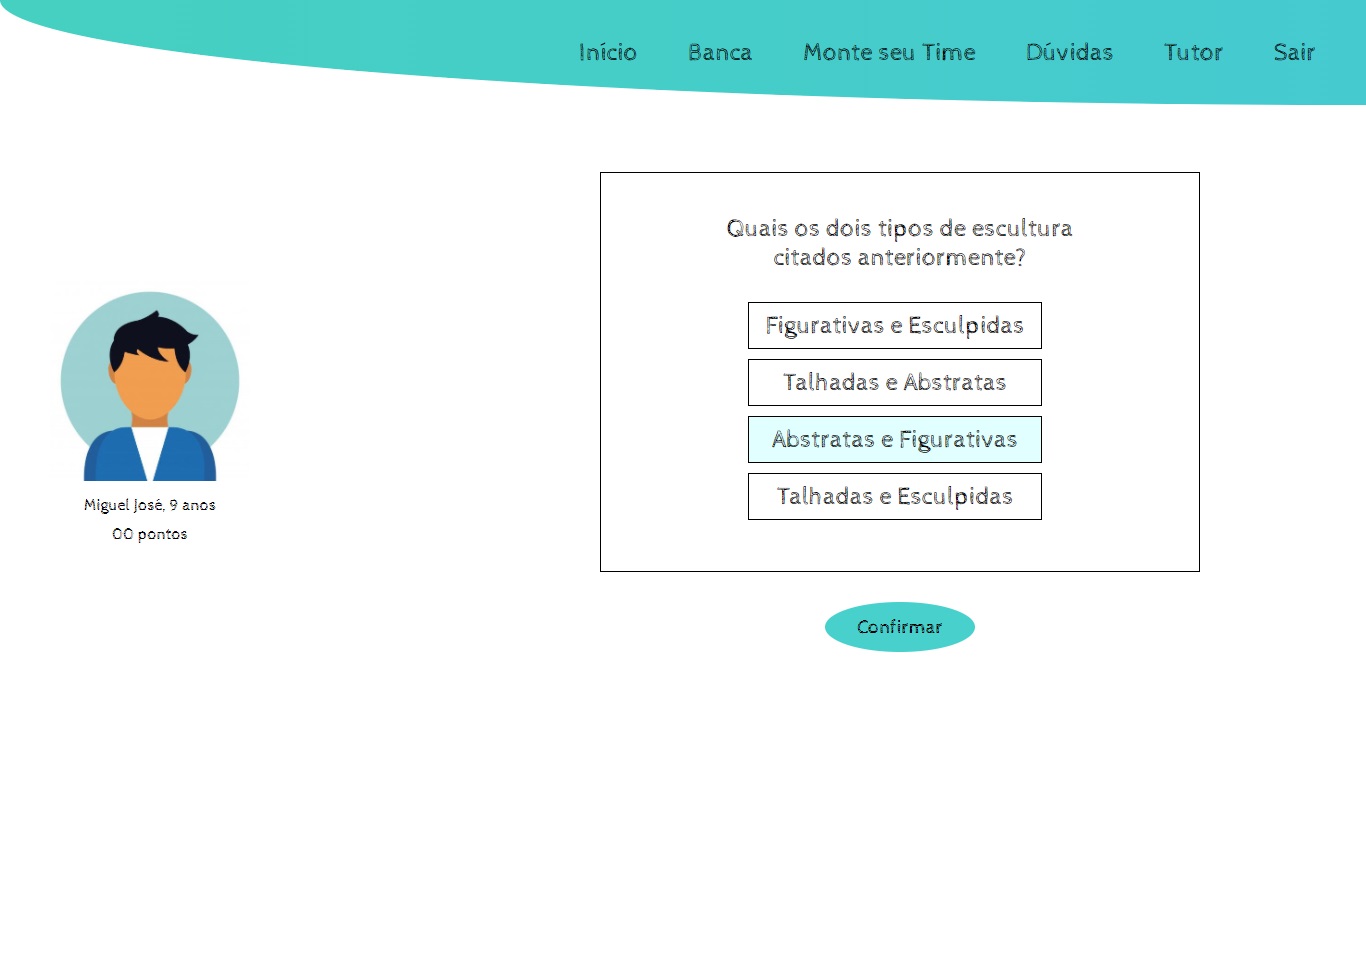 Início Banca Monte seu Time Dúvidas Tutor Sair
Quais os dois tipos de escultura
citados anteriormente?
Figurativas e Esculpidas
Talhadas e Abstratas
Abstratas e Figurativas
Talhadas e Esculpidas
Confirmar
Miguel José, 9 anos
00 pontos